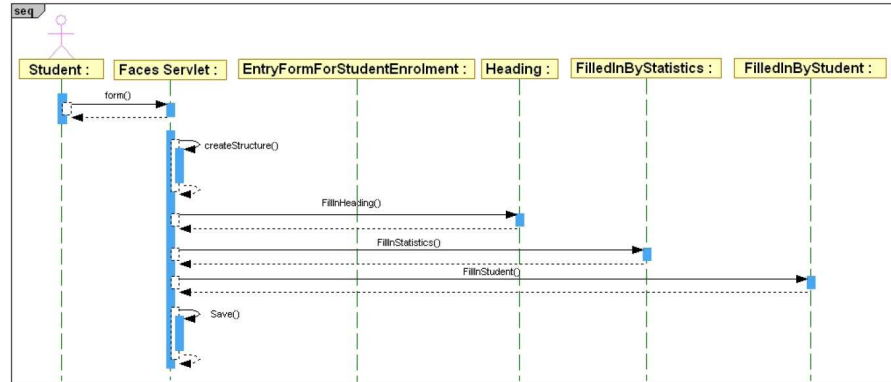 seq
Student :
Faces Servlet :
EntryFormForStudentEnrolment :
Heading :
FilledInByStatistics :
FilledInByStudent :
form()
createStructure()
FillInHeading()
FillInStatistics()
FillInStudent()
Save()